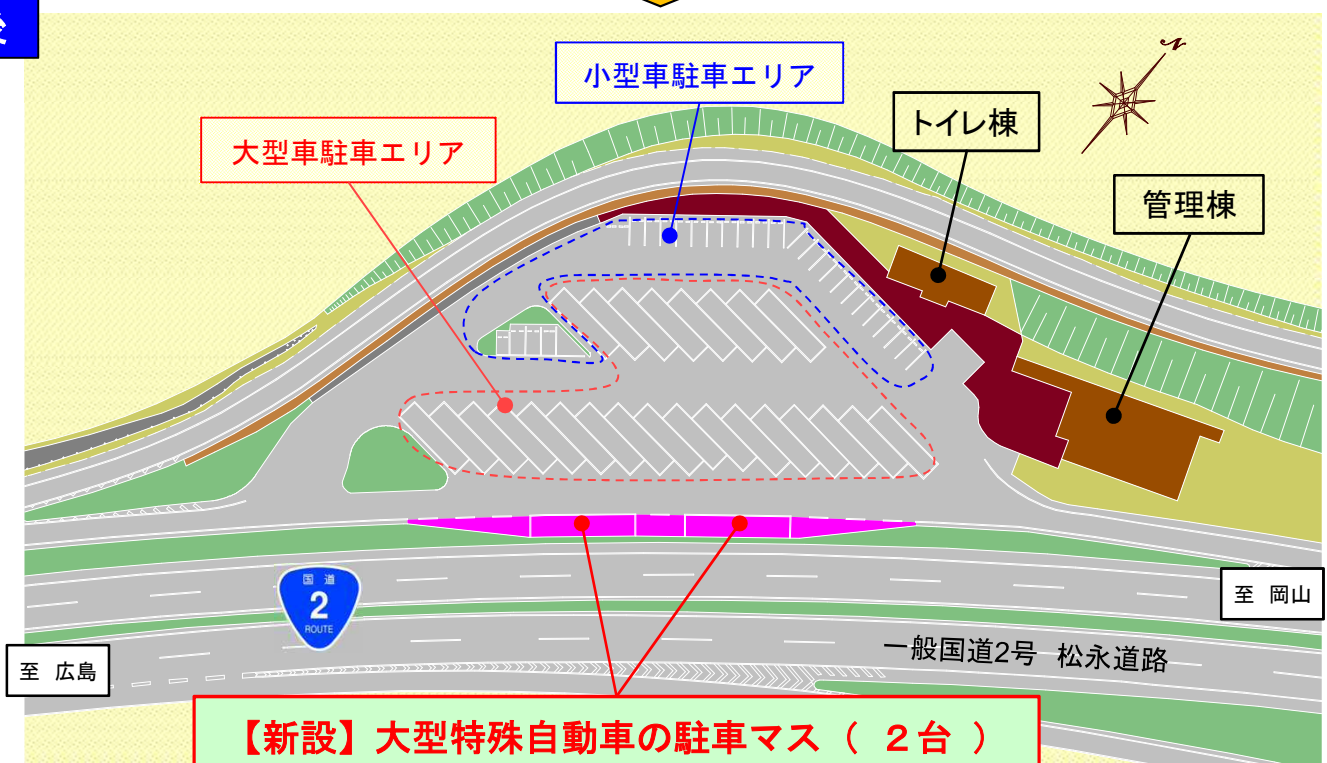 後
小型車駐車エリア
N
トイレ棟
大型車駐車エリア
管理棟
国道
2
ROUTE
至 岡山
一般国道2号 松永道路
至 広島
【新設】大型特殊自動車の駐車マス（ 2台 ）